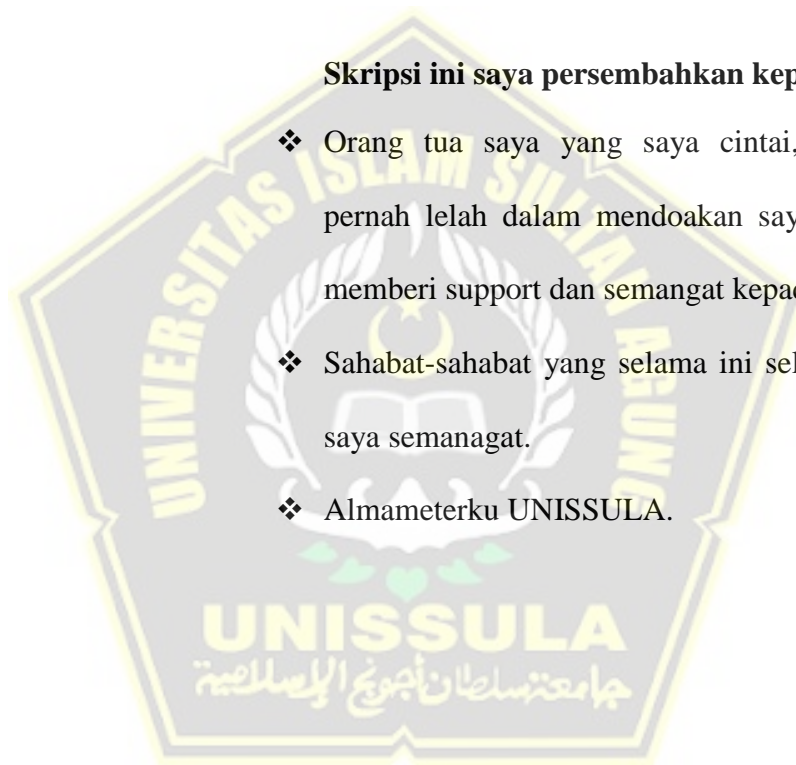 Skripsi ini saya persembahkan kep
❖ Orang tua saya yang saya cintai,
pernah lelah dalam mendoakan say
memberi support dan semangat kepad
❖ Sahabat-sahabat yang selama ini sel
saya semanagat.
❖ Almameterku UNISSULA.
UNIVERSITAS ISLAM SULTAN AGUNG
UNISSULA
جامعة سلطان أجونج الإسلامية